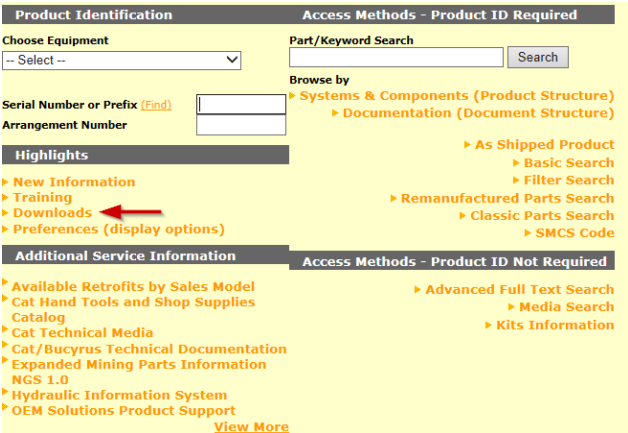 Product Identification
Choose Equipment
-- Select --
Serial Number or Prefix (Find)
Arrangement Number
Highlights
New Information
Training
Downloads
Preferences (display options)
Additional Service Information
Available Retrofits by Sales Model
Cat Hand Tools and Shop Supplies
Catalog
Cat Technical Media
Cat/Bucyrus Technical Documentation
Expanded Mining Parts Information
NGS 1.0
Hydraulic Information System
OEM Solutions Product Support
View More
Access Methods - Product ID Required
Part/Keyword Search
Search
Browse by
Systems & Components (Product Structure)
Documentation (Document Structure)
As Shipped Product
Basic Search
Filter Search
Remanufactured Parts Search
Classic Parts Search
SMCS Code
Access Methods - Product ID Not Required
Advanced Full Text Search
Media Search
Kits Information